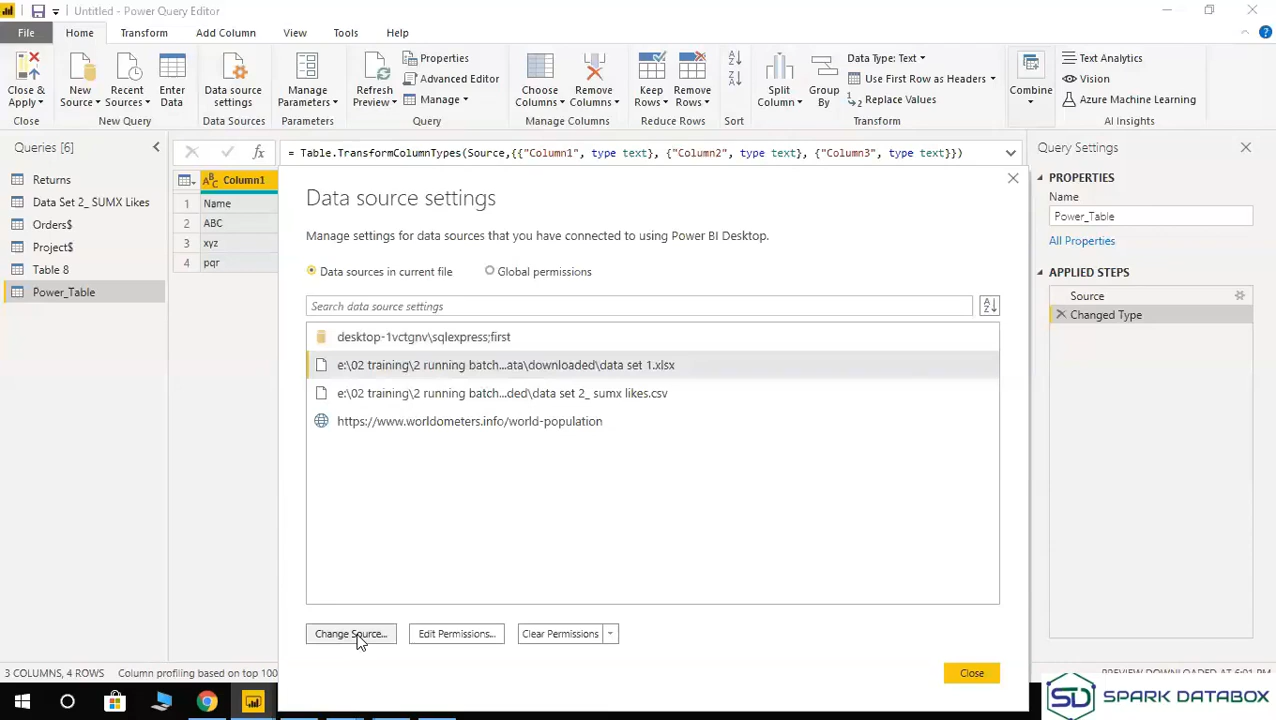 Untitled - Power Query Editor
File Home Transform Add Column View Tools Help
Close & Apply
New Source
Recent Sources
Enter Data
Data source settings
Manage Parameters
Refresh Preview
Properties
Advanced Editor
Manage
Choose Columns
Remove Columns
Keep Rows
Remove Rows
Split Column
Group By
Data Type: Text
Use First Row as Headers
Replace Values
Combine
Text Analytics
Vision
Azure Machine Learning
Close New Query Data Sources Parameters Query Manage Columns Reduce Rows Sort Transform AI Insights
Queries [6]
Returns
Data Set 2_ SUMX Likes
Orders$
Project$
Table 8
Power_Table
fx = Table.TransformColumnTypes(Source,{{"Column1", type text}, {"Column2", type text}, {"Column3", type text}})
ABC Column1
1 Name
2 ABC
3 xyz
4 pqr
Data source settings
Manage settings for data sources that you have connected to using Power BI Desktop.
Data sources in current file Global permissions
Search data source settings
AZ
desktop-1vctgnv\sqlexpress;first
e:\02 training\2 running batch...ata\downloaded\data set 1.xlsx
e:\02 training\2 running batch...ded\data set 2_ sumx likes.csv
https://www.worldometers.info/world-population
Change Source... Edit Permissions... Clear Permissions
Close
Query Settings
PROPERTIES
Name
Power_Table
All Properties
APPLIED STEPS
Source
Changed Type
3 COLUMNS, 4 ROWS Column profiling based on top 100
PREVIEW DOWNLOADED AT 6:01 PM
SD SPARK DATABOX